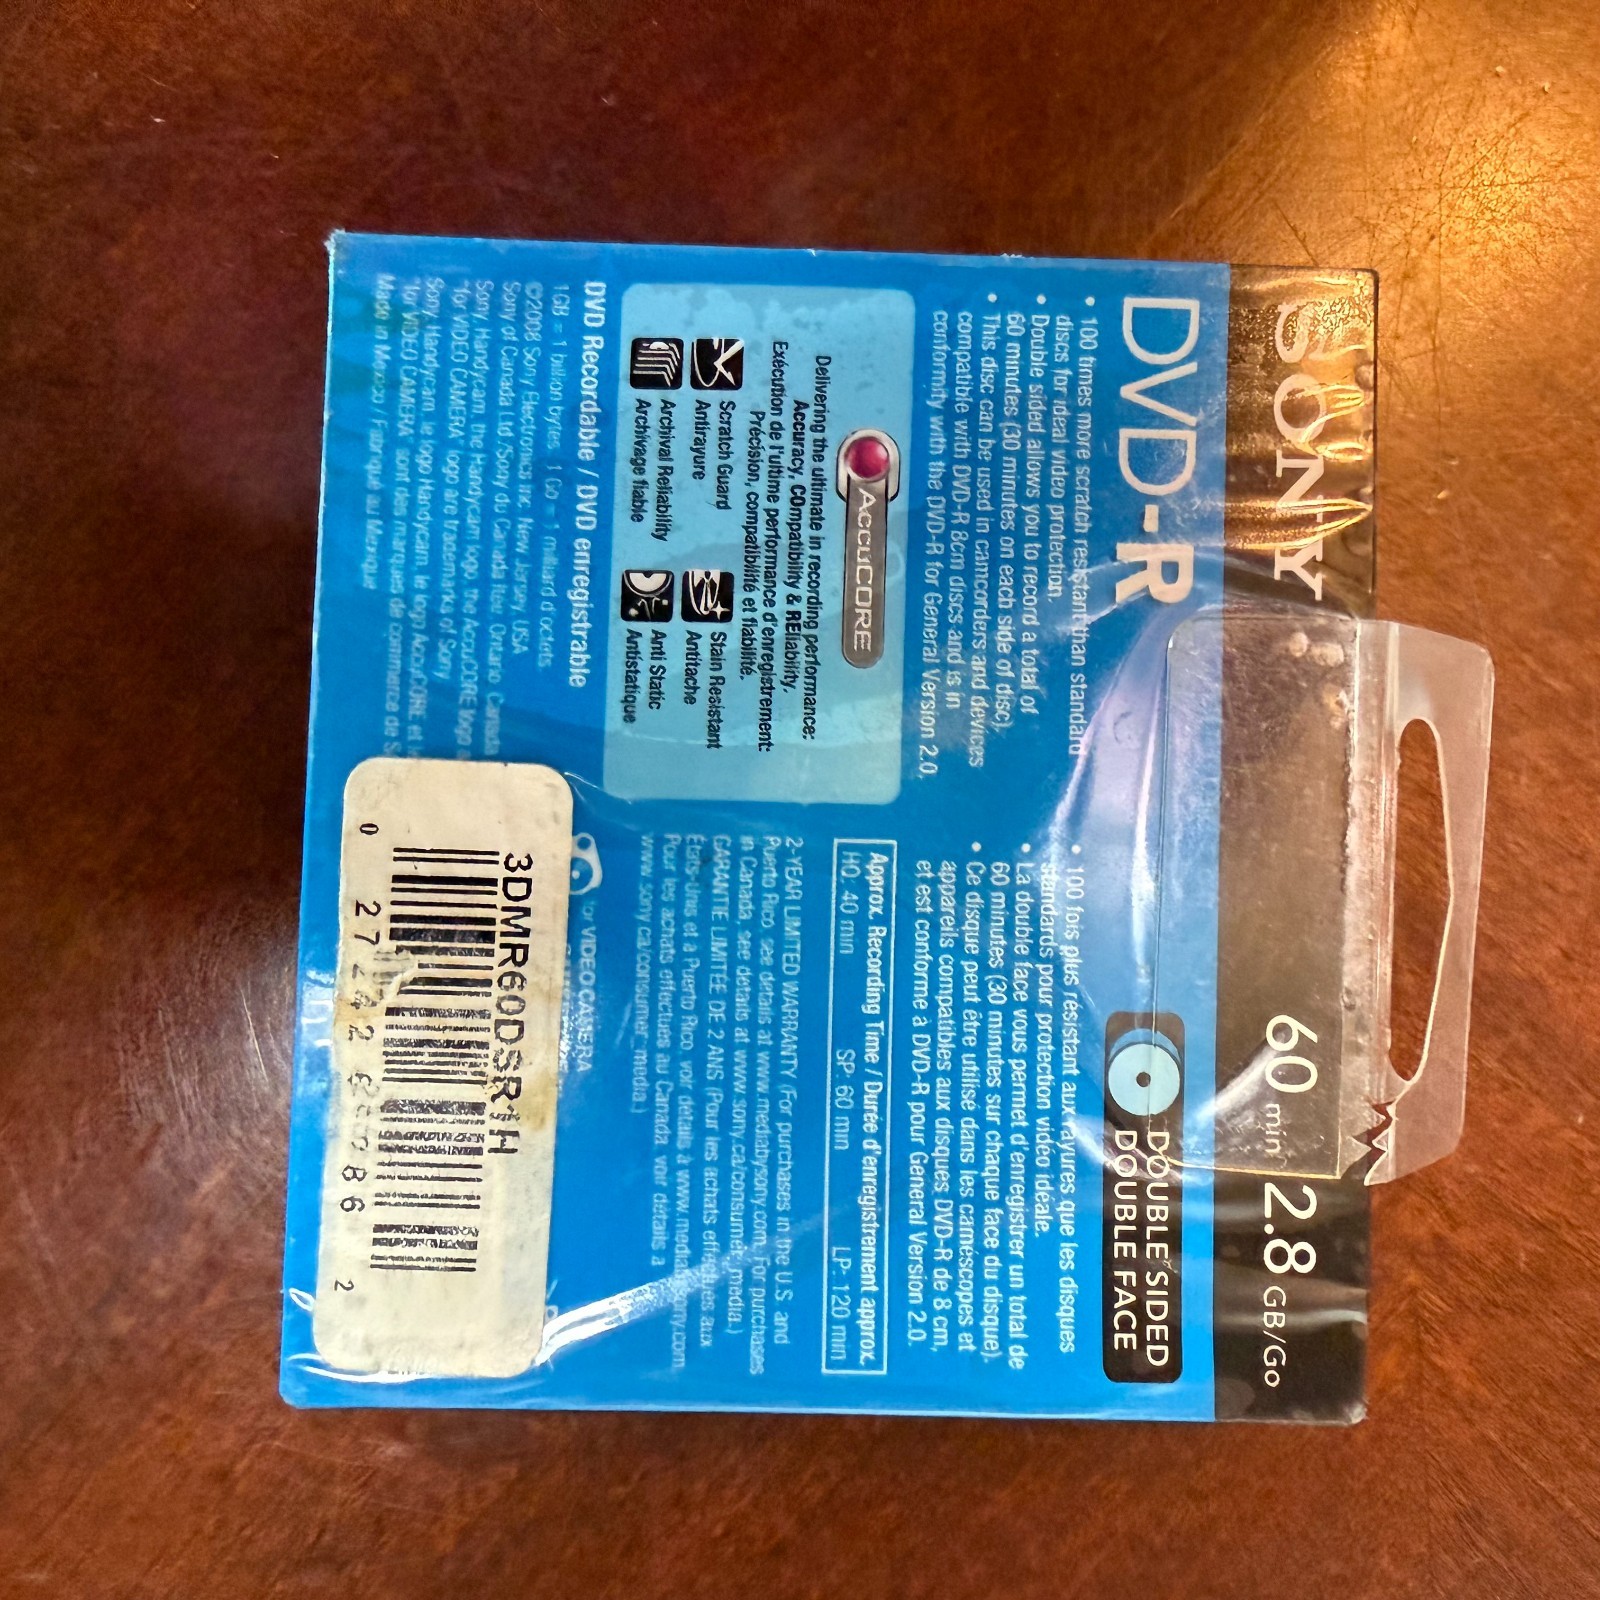 SONY
60 min 2.8 GB/Go
DVD-R
DOUBLE SIDED
DOUBLE FACE
• 100 times more scratch resistant than standard
discs for ideal video protection.
• Double sided allows you to record a total of
60 minutes (30 minutes on each side of disc).
• This disc can be used in camcorders and devices
compatible with DVD-R 8cm discs and is in
conformity with the DVD-R for General Version 2.0.
• 100 fois plus résistant aux rayures que les disques
standards pour protection vidéo idéale.
• La double face vous permet d'enregistrer un total de
60 minutes (30 minutes sur chaque face du disque).
• Ce disque peut être utilisé dans les caméscopes et
appareils compatibles aux disques DVD-R de 8 cm,
et est conforme à DVD-R pour General Version 2.0.
AccuCORE
Delivering the ultimate in recording performance:
Accuracy, COmpatibility & REliability.
Exécution de l'ultime performance d'enregistrement:
Précision, compatibilité et fiabilité.
Scratch Guard
Antirayure
Stain Resistant
Antitache
Archival Reliability
Archivage fiable
Anti Static
Antistatique
Approx. Recording Time / Durée d'enregistrement approx.
HQ: 40 min SP: 60 min LP: 120 min
2-YEAR LIMITED WARRANTY (For purchases in the U.S. and
Puerto Rico, see details at www.mediabysony.com. For purchases
in Canada, see details at www.sony.ca/consumer_media.)
GARANTIE LIMITÉE DE 2 ANS (Pour les achats effectués aux
États-Unis et à Puerto Rico, voir détails à www.mediabysony.com.
Pour les achats effectués au Canada, voir détails à
www.sony.ca/consumer_media.)
DVD Recordable / DVD enregistrable
1GB = 1 billion bytes. 1 Go = 1 milliard d'octets.
©2008 Sony Electronics Inc. New Jersey, USA
Sony of Canada Ltd./Sony du Canada ltée, Ontario, Canada
Sony, Handycam, the Handycam logo, the AccuCORE logo
"for VIDEO CAMERA" logo are trademarks of Sony.
Sony, Handycam, le logo Handycam, le logo AccuCORE et
"for VIDEO CAMERA" sont des marques de commerce de
Made in Mexico / Fabriqué au Mexique
for VIDEO CAMERA
3DMR60DSR1H
0 27242 86 2